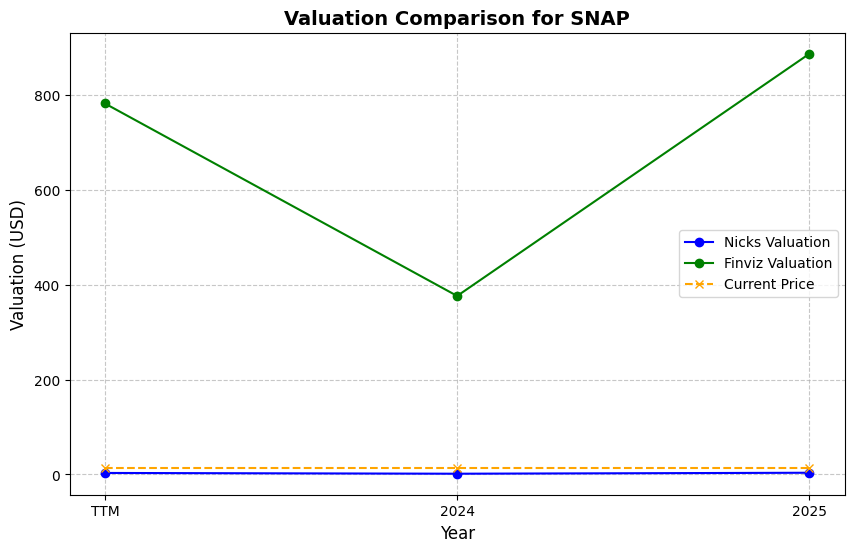 Valuation Comparison for SNAP
Valuation (USD)
800
600
400
200
0
Nicks Valuation
Finviz Valuation
Current Price
TTM
2024
2025
Year